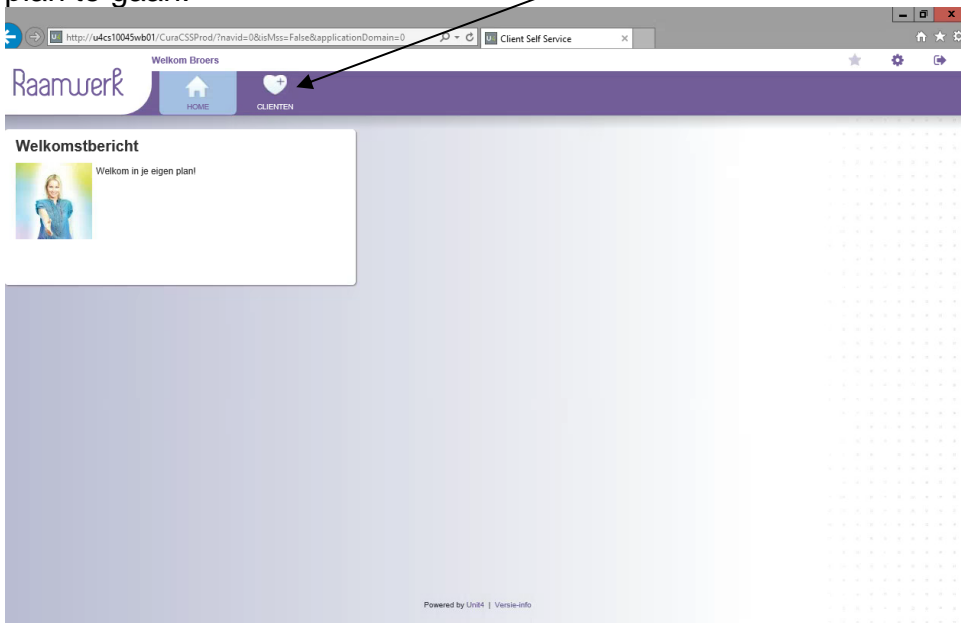 plan te gaan.
http://u4cs10045wb01/CuraCSSProd/?navid=0&isMss=False&applicationDomain=0
Client Self Service
Welkom Broers
Raamwerk
HOME
CLIENTEN
Welkomstbericht
Welkom in je eigen plan!
Powered by Unit4 | Versie-info